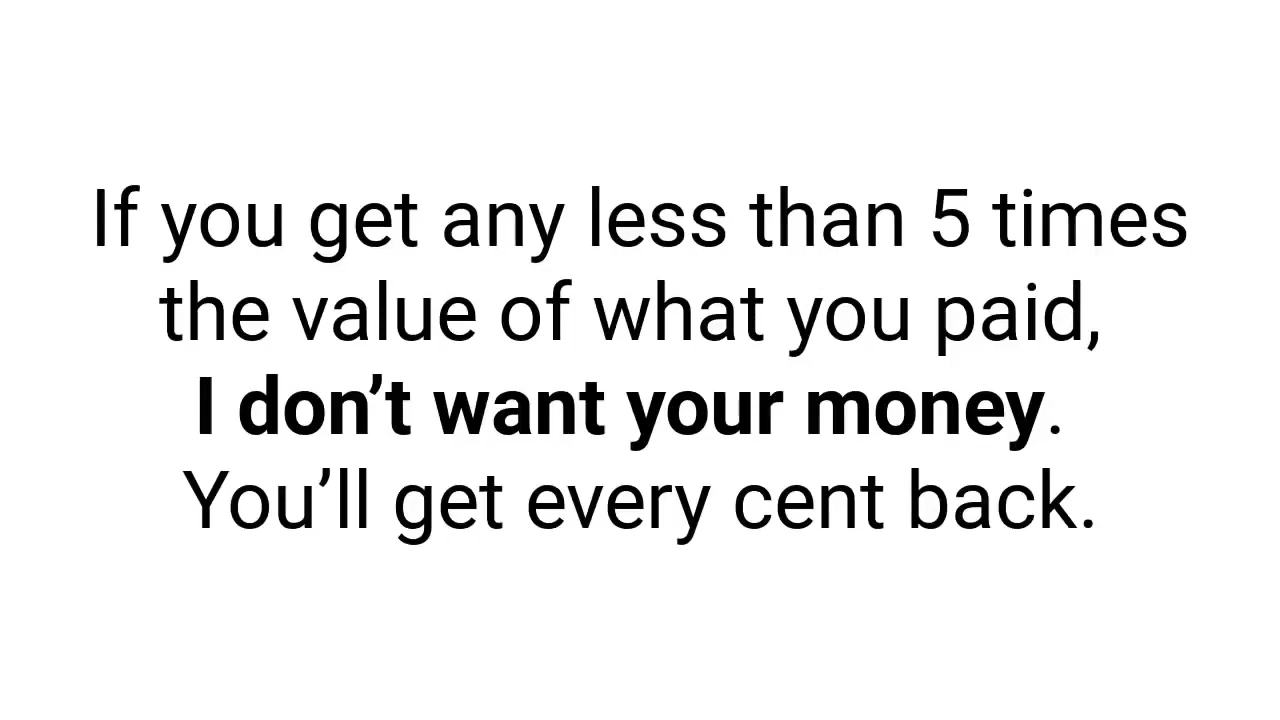 If you get any less than 5 times
the value of what you paid,
I don’t want your money.
You’ll get every cent back.